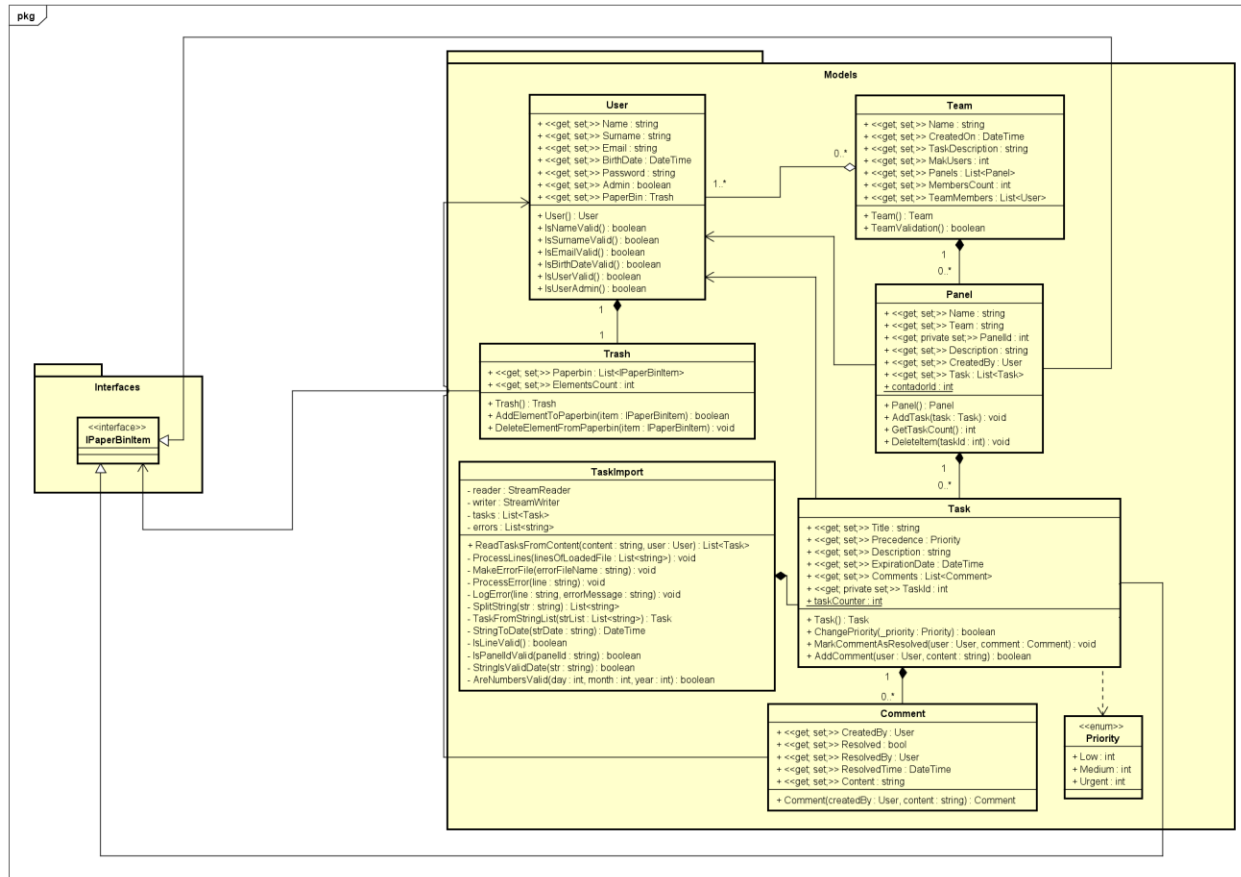 pkg
Models
User
+ <<get; set;>> Name : string
+ <<get; set;>> Surname : string
+ <<get; set;>> Email : string
+ <<get; set;>> BirthDate : DateTime
+ <<get; set;>> Password : string
+ <<get; set;>> Admin : boolean
+ <<get; set;>> PaperBin : Trash
+ User() : User
+ IsNameValid() : boolean
+ IsSurnameValid() : boolean
+ IsEmailValid() : boolean
+ IsBirthDateValid() : boolean
+ IsUserValid() : boolean
+ IsUserAdmin() : boolean
1..*
0..*
Team
+ <<get; set;>> Name : string
+ <<get; set;>> CreatedOn : DateTime
+ <<get; set;>> TaskDescription : string
+ <<get; set;>> MakUsers : int
+ <<get; set;>> Panels : List<Panel>
+ <<get; set;>> MembersCount : int
+ <<get; set;>> TeamMembers : List<User>
+ Team() : Team
+ TeamValidation() : boolean
1
0..*
Panel
+ <<get; set;>> Name : string
+ <<get; set;>> Team : string
+ <<get; private set;>> PanelId : int
+ <<get; set;>> Description : string
+ <<get; set;>> CreatedBy : User
+ <<get; set;>> Task : List<Task>
+ contadorId : int
+ Panel() : Panel
+ AddTask(task : Task) : void
+ GetTaskCount() : int
+ DeleteItem(taskId : int) : void
1
1
Trash
+ <<get; set;>> Paperbin : List<IPaperBinItem>
+ <<get; set;>> ElementsCount : int
+ Trash() : Trash
+ AddElementToPaperbin(item : IPaperBinItem) : boolean
+ DeleteElementFromPaperbin(item : IPaperBinItem) : void
Interfaces
<<interface>>
IPaperBinItem
TaskImport
- reader : StreamReader
- writer : StreamWriter
- tasks : List<Task>
- errors : List<string>
+ ReadTasksFromContent(content : string, user : User) : List<Task>
- ProcessLines(linesOfLoadedFile : List<string>) : void
- MakeErrorFile(errorFileName : string) : void
- ProcessError(line : string) : void
- LogError(line : string, errorMessage : string) : void
- SplitString(str : string) : List<string>
- TaskFromStringList(strList : List<string>) : Task
- StringToDate(strDate : string) : DateTime
- IsLineValid() : boolean
- IsPanelIdValid(panelId : string) : boolean
- StringIsValidDate(str : string) : boolean
- AreNumbersValid(day : int, month : int, year : int) : boolean
1
0..*
Task
+ <<get; set;>> Title : string
+ <<get; set;>> Precedence : Priority
+ <<get; set;>> Description : string
+ <<get; set;>> ExpirationDate : DateTime
+ <<get; set;>> Comments : List<Comment>
+ <<get; private set;>> TaskId : int
+ taskCounter : int
+ Task() : Task
+ ChangePriority(_priority : Priority) : boolean
+ MarkCommentAsResolved(user : User, comment : Comment) : void
+ AddComment(user : User, content : string) : boolean
1
0..*
Comment
+ <<get; set;>> CreatedBy : User
+ <<get; set;>> Resolved : bool
+ <<get; set;>> ResolvedBy : User
+ <<get; set;>> ResolvedTime : DateTime
+ <<get; set;>> Content : string
+ Comment(createdBy : User, content : string) : Comment
<<enum>>
Priority
+ Low : int
+ Medium : int
+ Urgent : int